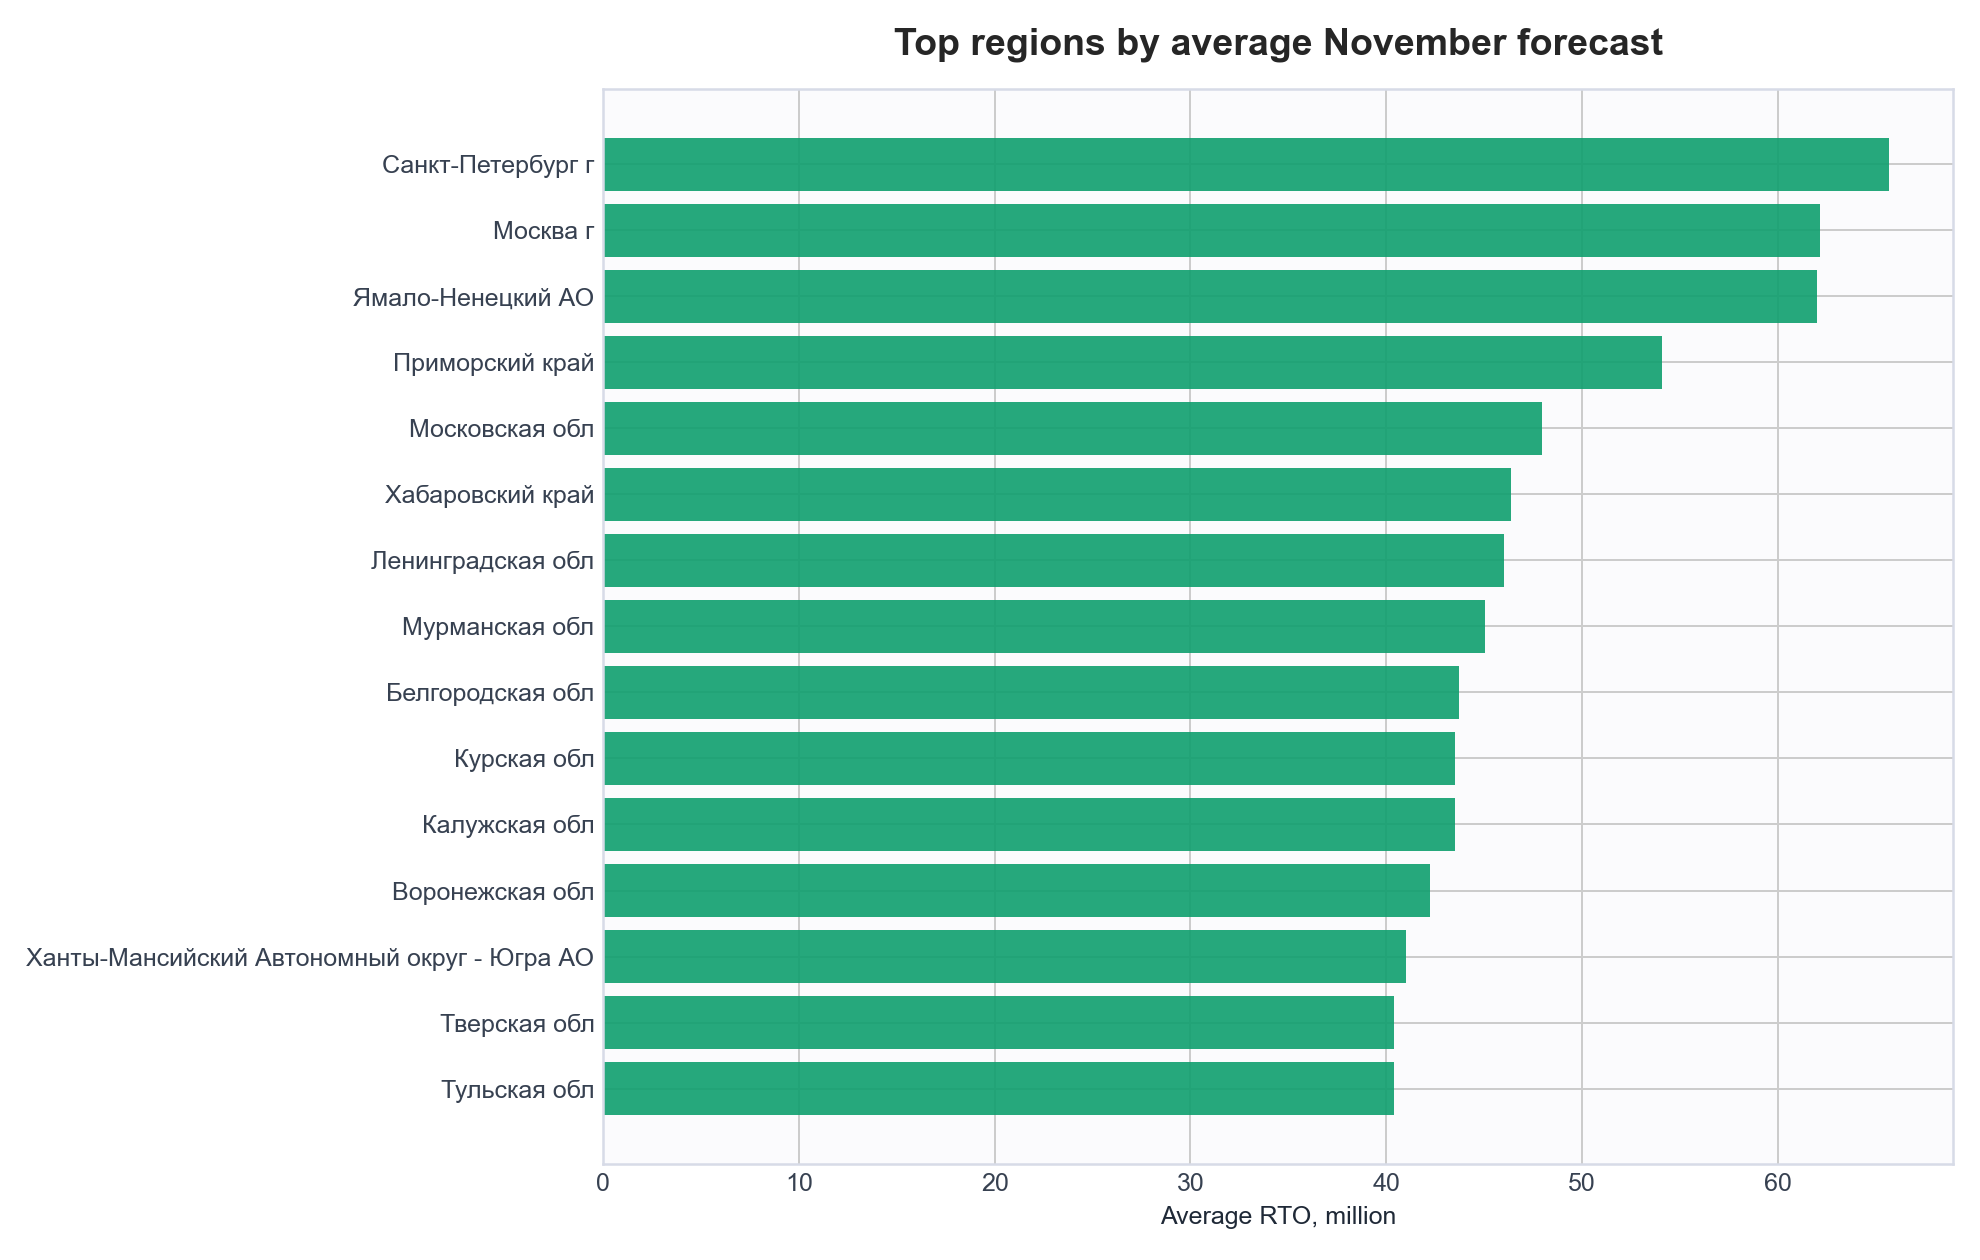 Top regions by average November forecast
Санкт-Петербург г
Москва г
Ямало-Ненецкий АО
Приморский край
Московская обл
Хабаровский край
Ленинградская обл
Мурманская обл
Белгородская обл
Курская обл
Калужская обл
Воронежская обл
Ханты-Мансийский Автономный округ - Югра АО
Тверская обл
Тульская обл
0 10 20 30 40 50 60
Average RTO, million